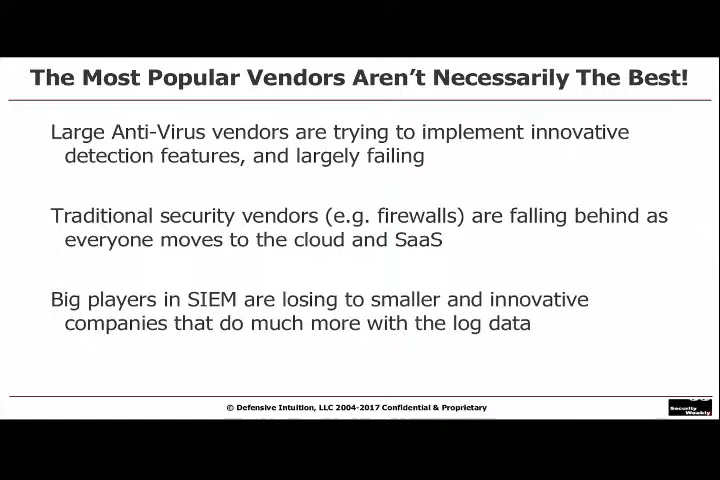 The Most Popular Vendors Aren't Necessarily The Best!
Large Anti-Virus vendors are trying to implement innovative
detection features, and largely failing
Traditional security vendors (e.g. firewalls) are falling behind as
everyone moves to the cloud and SaaS
Big players in SIEM are losing to smaller and innovative
companies that do much more with the log data
© Defensive Intuition, LLC 2004-2017 Confidential & Proprietary
Security
Weekly